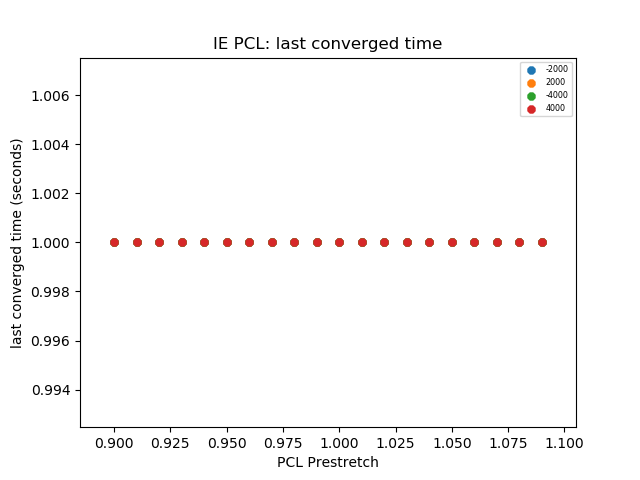 IE PCL: last converged time
-2000
2000
-4000
4000
1.006
1.004
1.002
1.000
0.998
0.996
0.994
last converged time (seconds)
0.900 0.925 0.950 0.975 1.000 1.025 1.050 1.075 1.100
PCL Prestretch